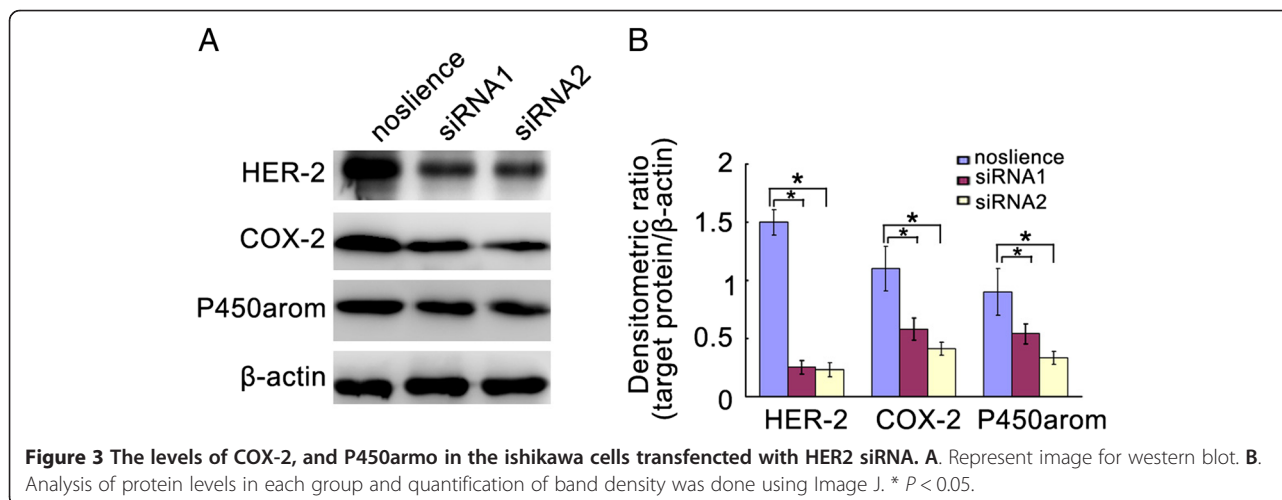 A
noslience siRNA1 siRNA2
HER-2
COX-2
P450arom
β-actin
B
Densitometric ratio
(target protein/β-actin)
2
1.5
1
0.5
0
noslience
siRNA1
siRNA2
* *
* *
* *
HER-2 COX-2 P450arom
Figure 3 The levels of COX-2, and P450armo in the ishikawa cells transfencted with HER2 siRNA. A. Represent image for western blot. B.
Analysis of protein levels in each group and quantification of band density was done using Image J. * P < 0.05.